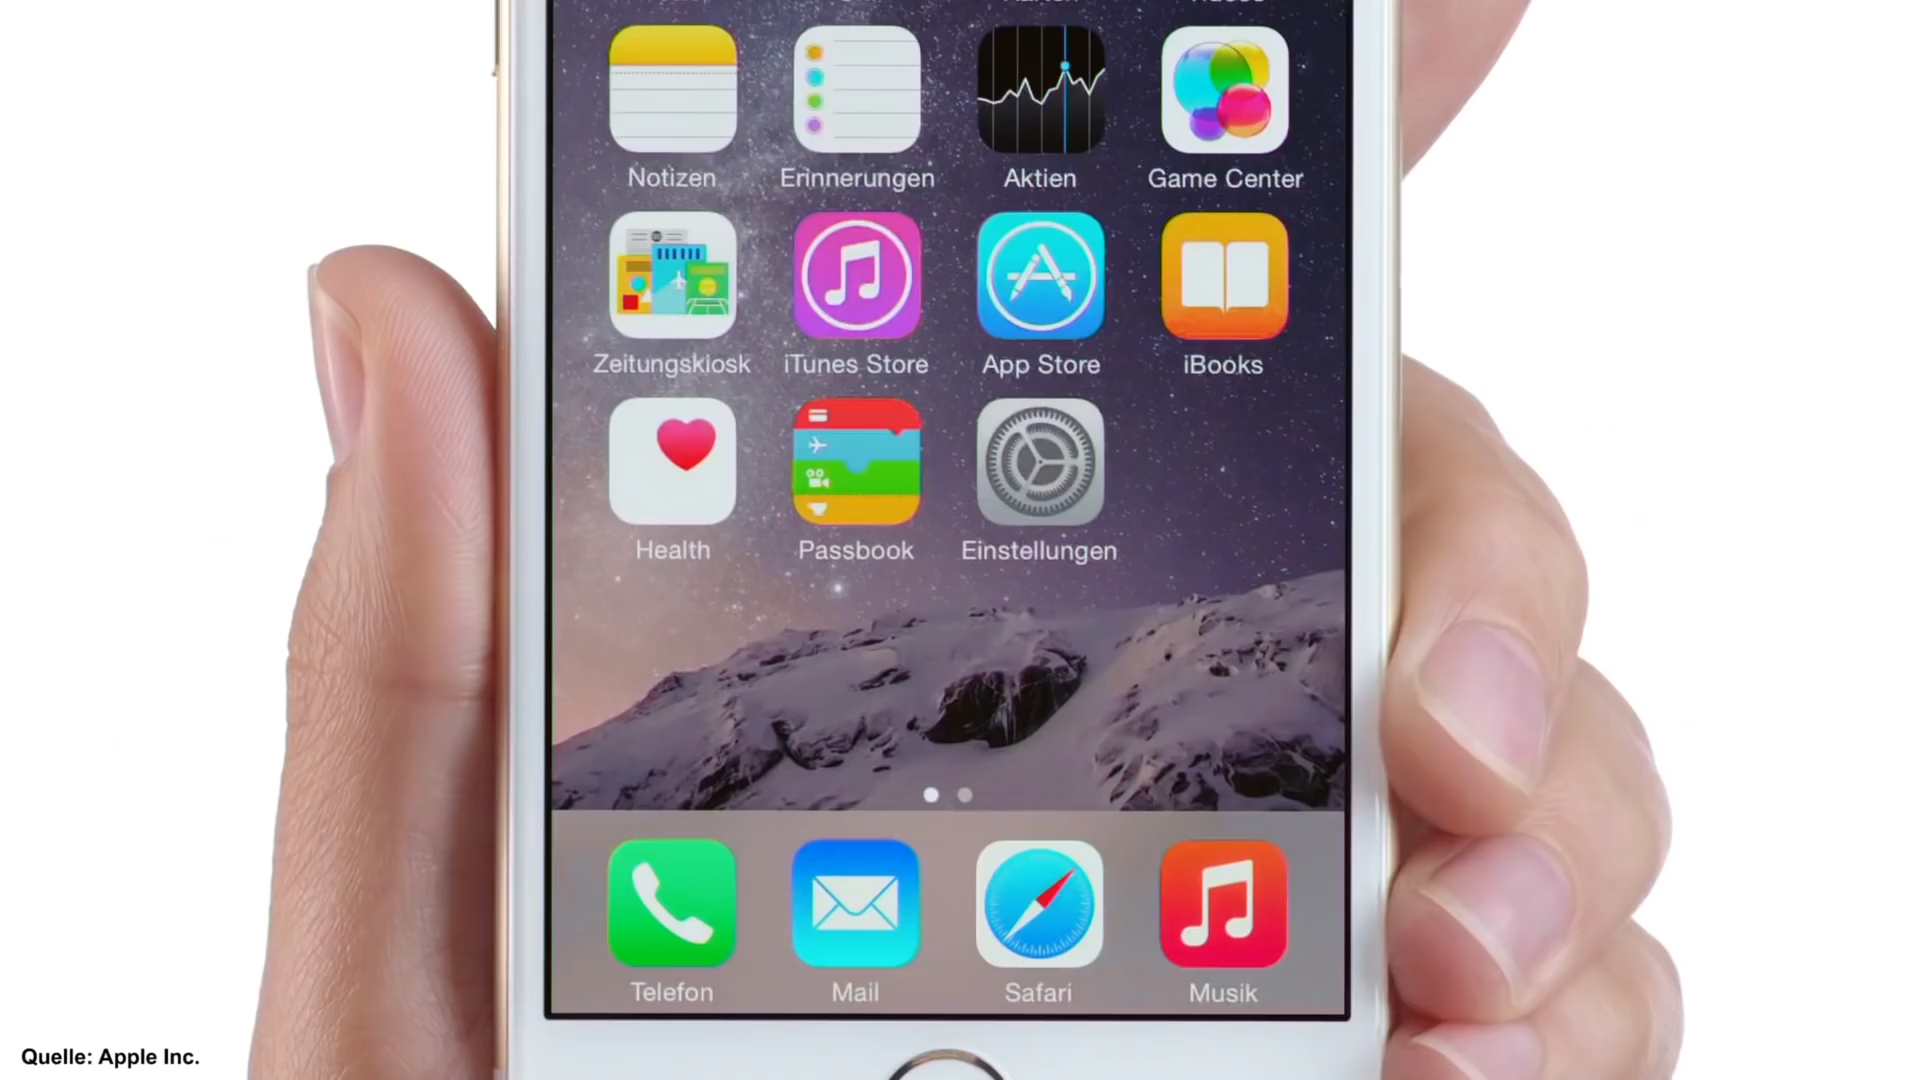 Notizen Erinnerungen Aktien Game Center
Zeitungskiosk iTunes Store App Store iBooks
Health Passbook Einstellungen
Telefon Mail Safari Musik
Quelle: Apple Inc.